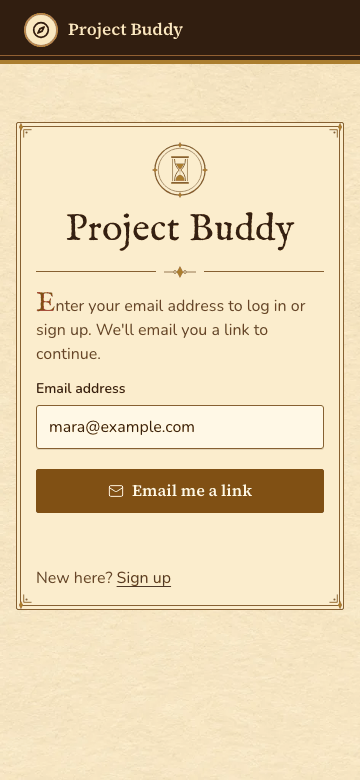 Project Buddy
Project Buddy
Enter your email address to log in or
sign up. We'll email you a link to
continue.
Email address
mara@example.com
Email me a link
New here? Sign up